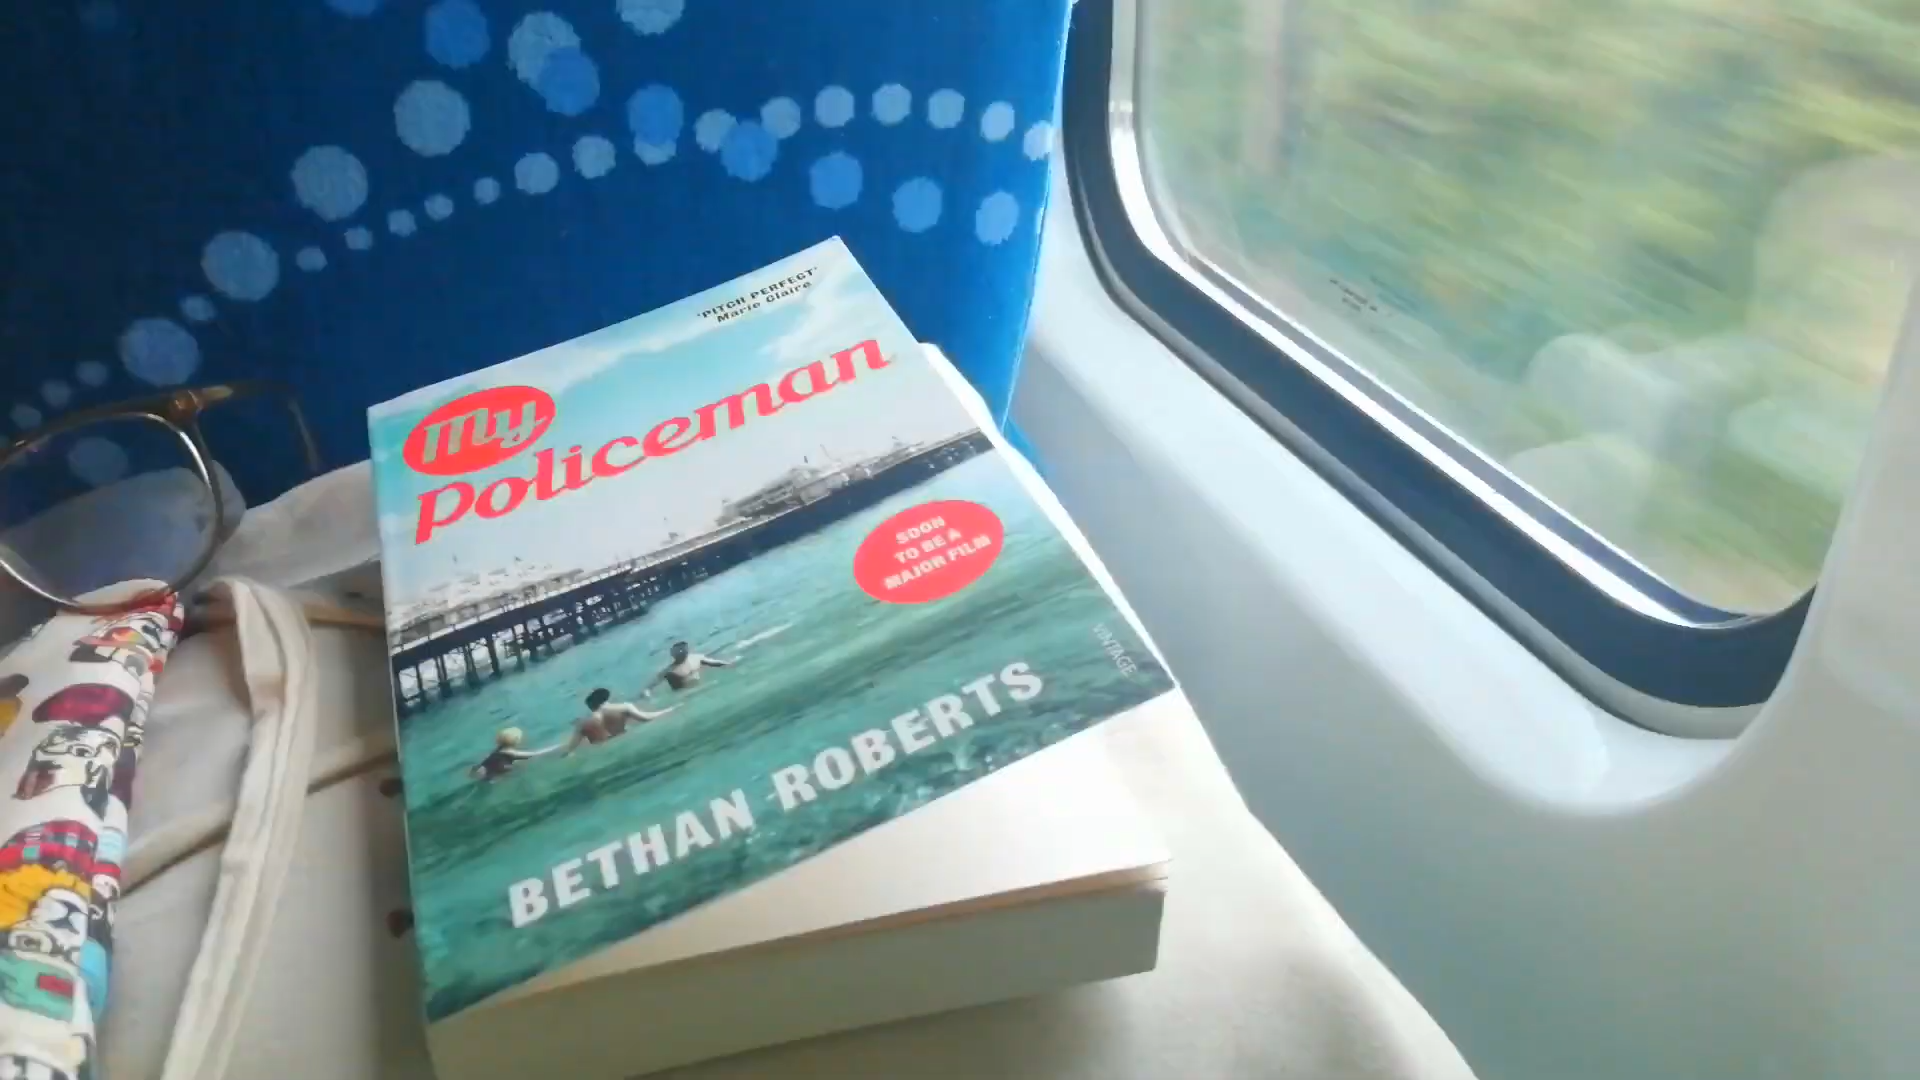 'PITCH PERFECT'
Marie Claire
My
Policeman
SOON
TO BE A
MAJOR FILM
VINTAGE
BETHAN ROBERTS